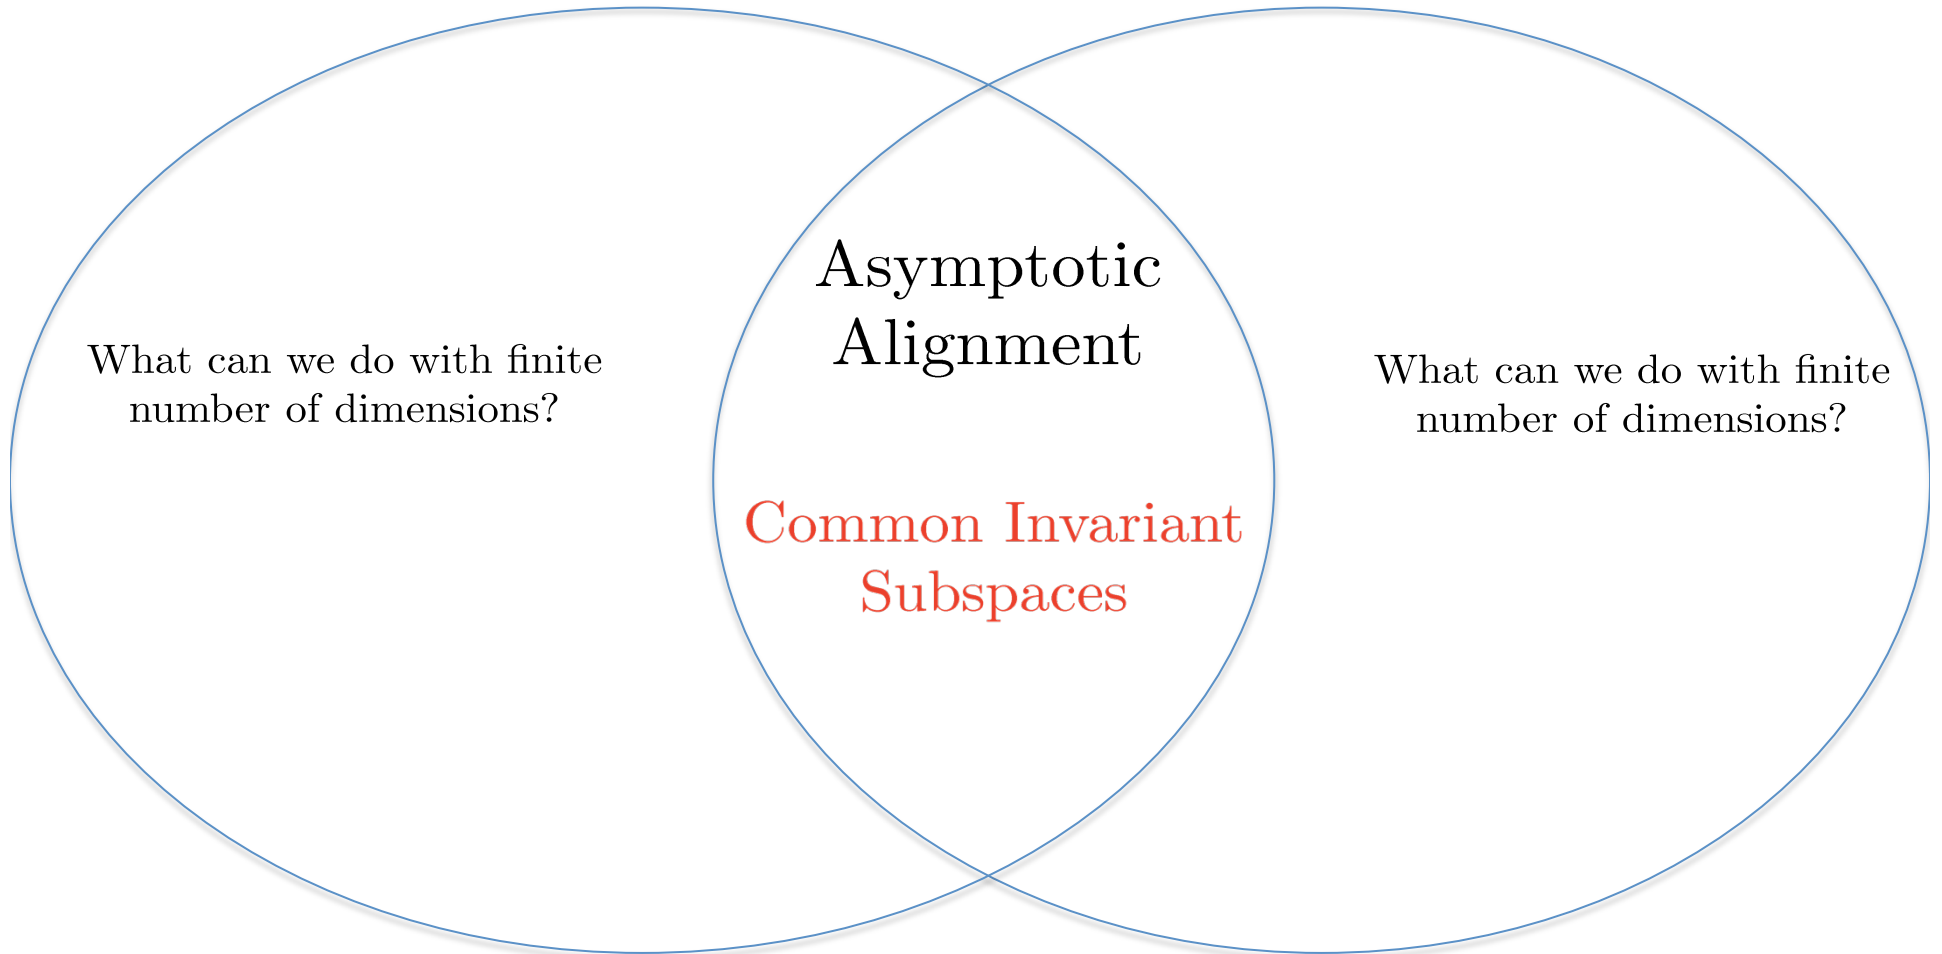 What can we do with finite
number of dimensions?
Asymptotic
Alignment
Common Invariant
Subspaces
What can we do with finite
number of dimensions?